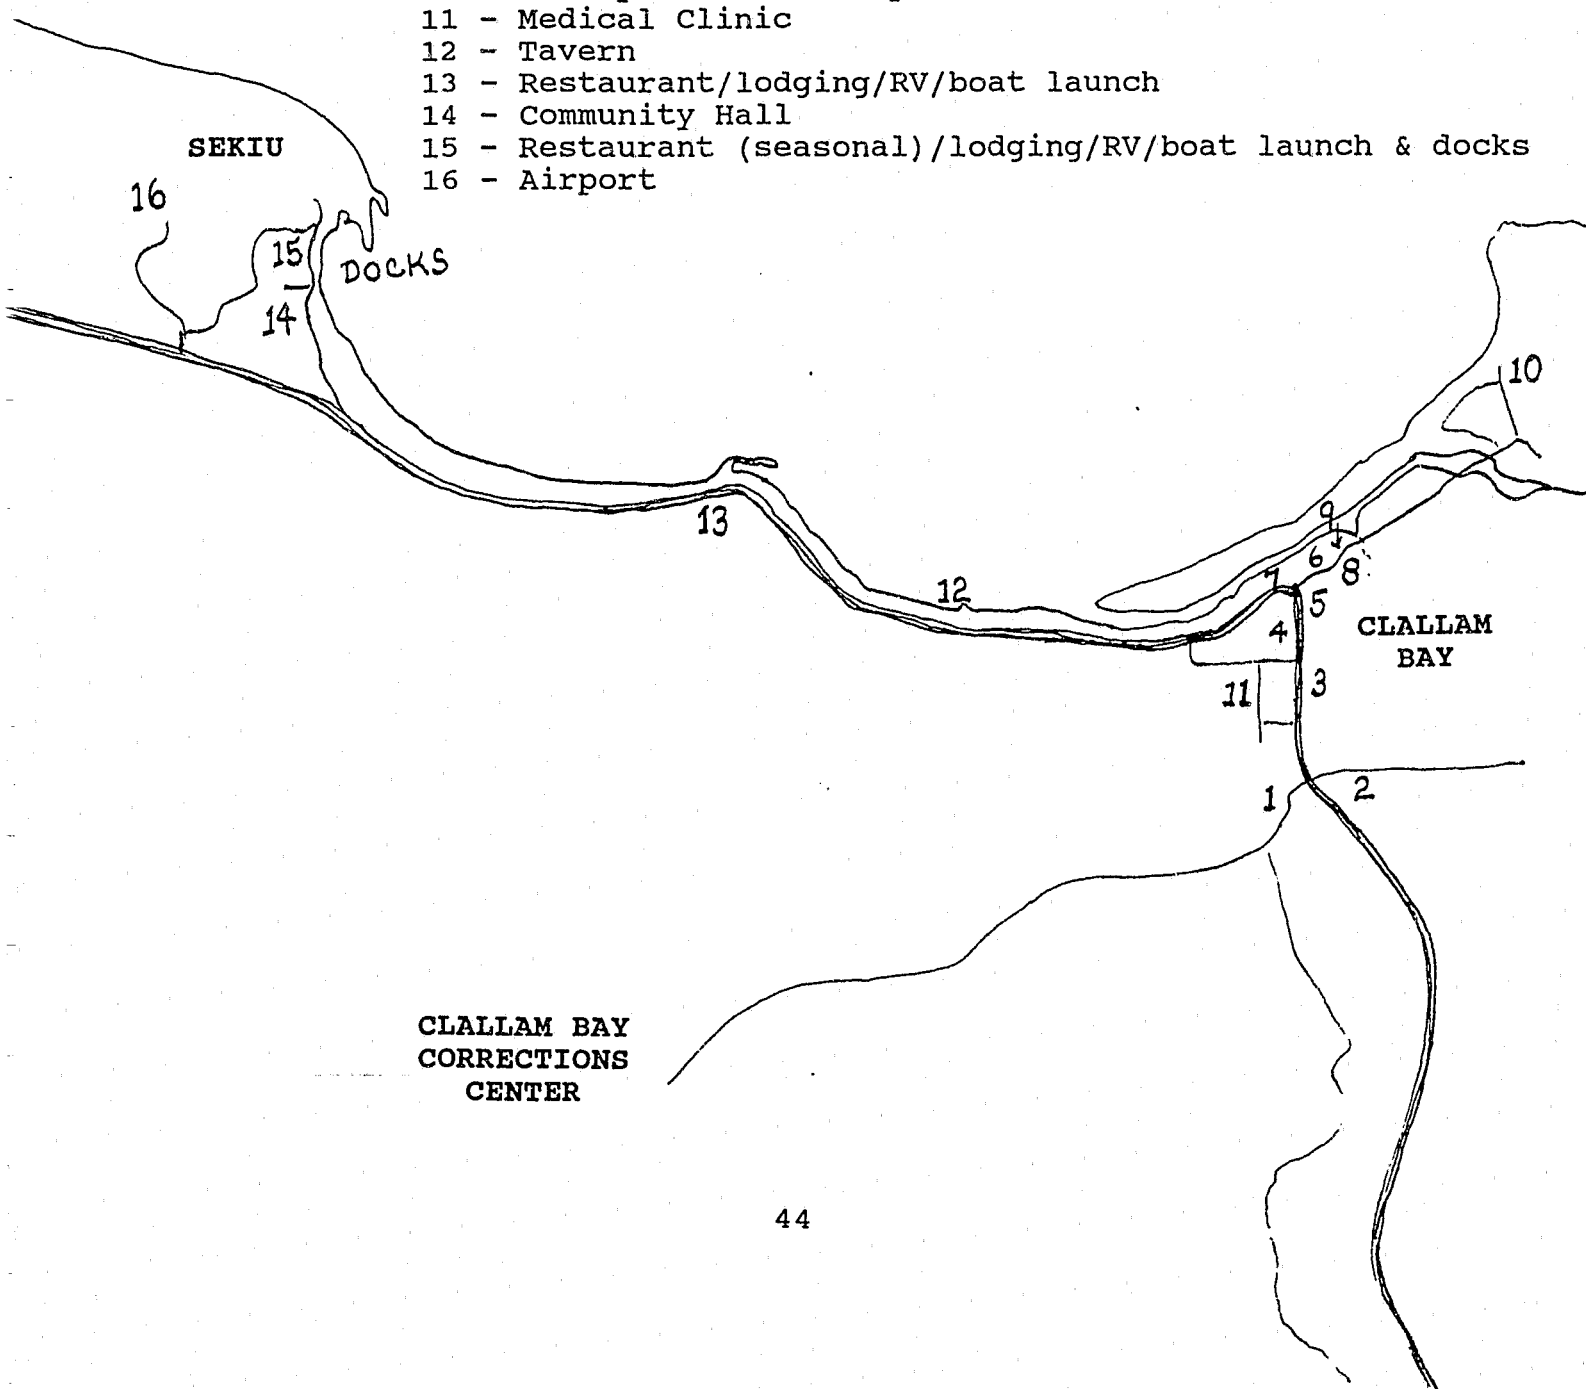 11 - Medical Clinic
12 - Tavern
13 - Restaurant/lodging/RV/boat launch
14 - Community Hall
15 - Restaurant (seasonal)/lodging/RV/boat launch & docks
16 - Airport
SEKIU
16
15
DOCKS
14
10
13
9
6
8
7
12
5
4
CLALLAM
BAY
3
11
1
2
CLALLAM BAY
CORRECTIONS
CENTER
44